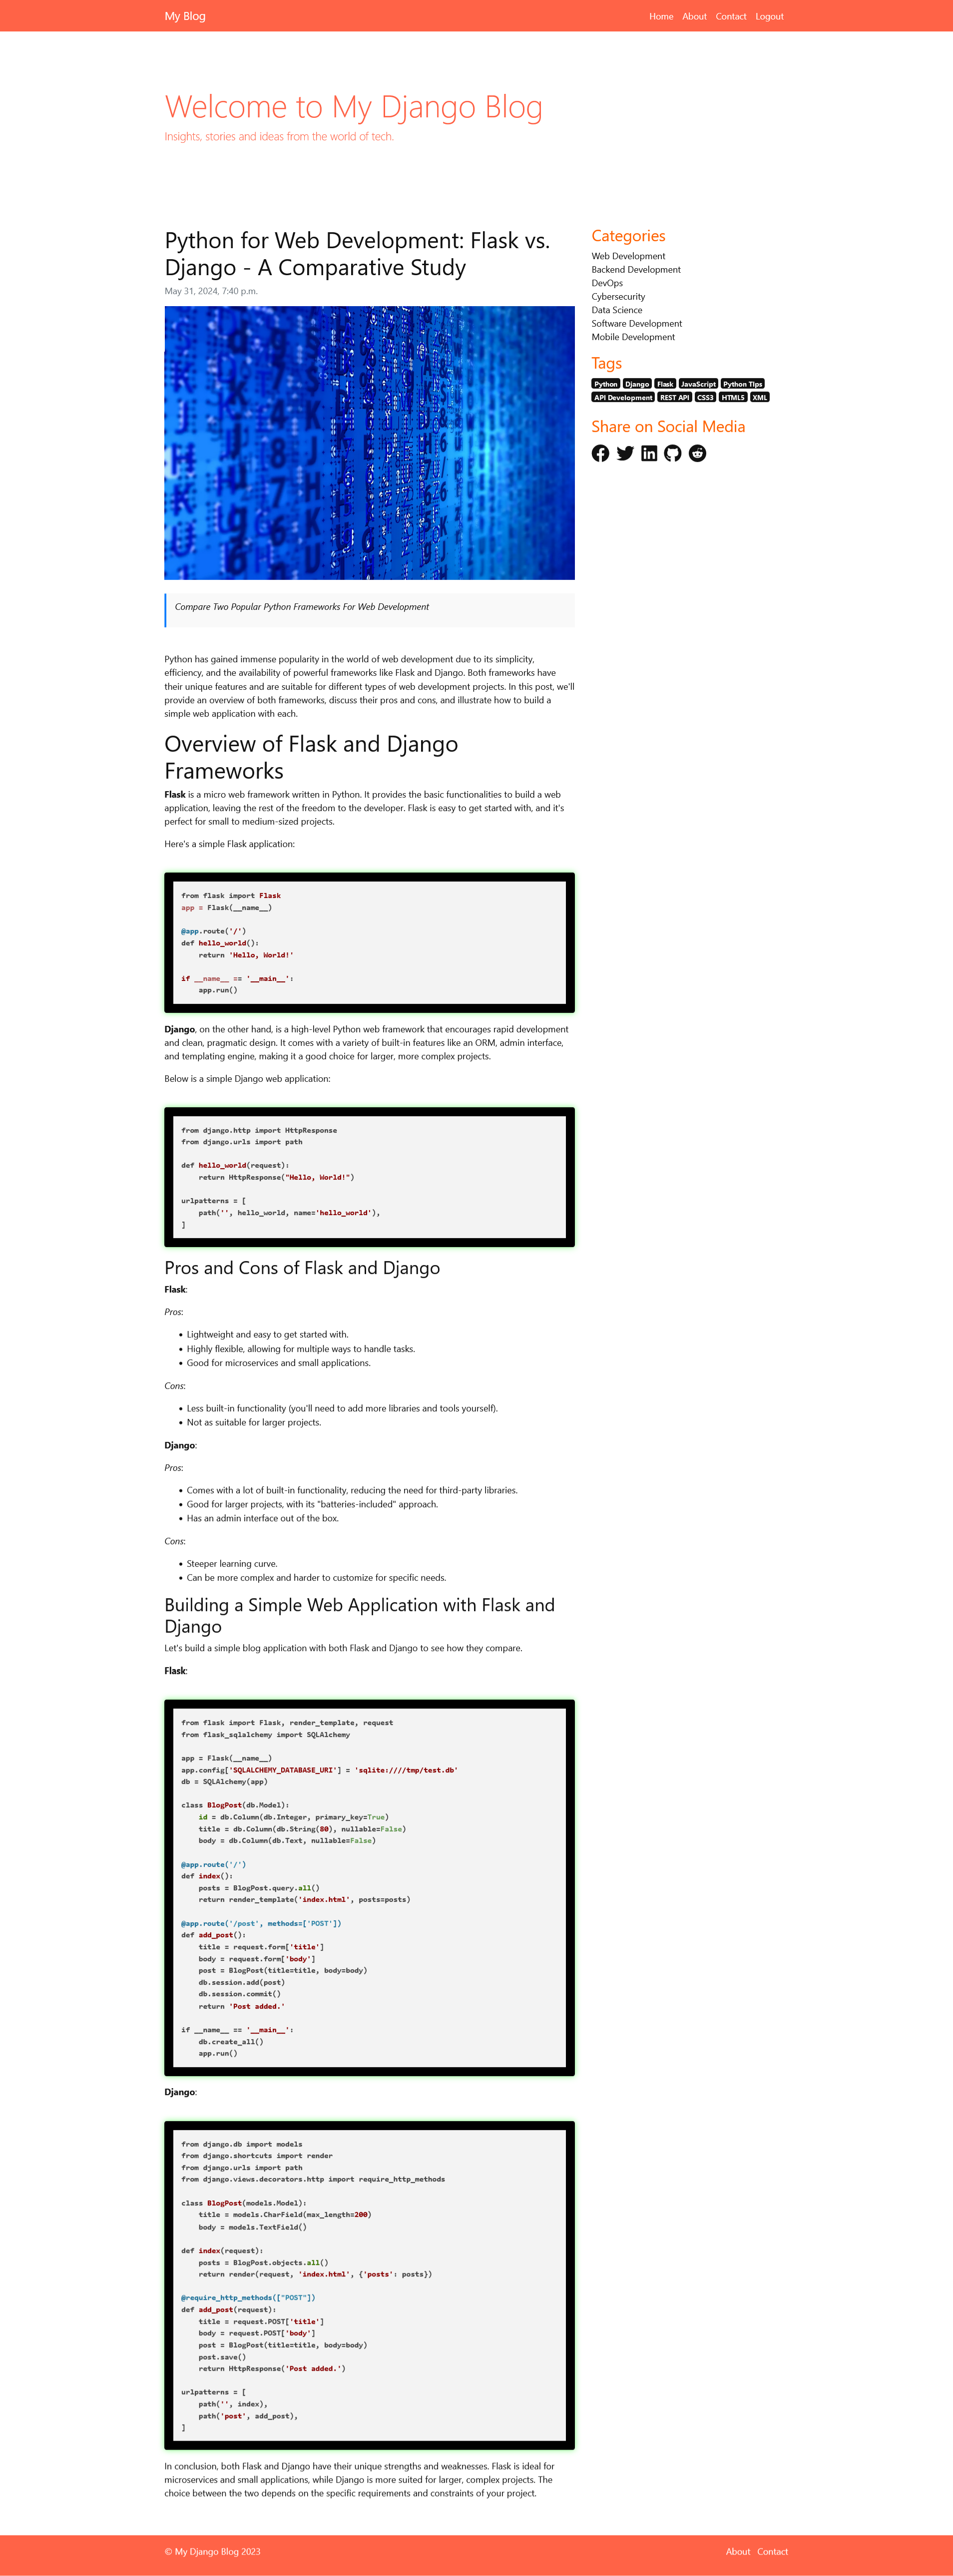 My Blog
Home About Contact Logout
Welcome to My Django Blog
Insights, stories and ideas from the world of tech.
Python for Web Development: Flask vs.
Django - A Comparative Study
May 31, 2024, 7:40 p.m.
Compare Two Popular Python Frameworks For Web Development
Python has gained immense popularity in the world of web development due to its simplicity,
efficiency, and the availability of powerful frameworks like Flask and Django. Both frameworks have
their unique features and are suitable for different types of web development projects. In this post, we'll
provide an overview of both frameworks, discuss their pros and cons, and illustrate how to build a
simple web application with each.
Overview of Flask and Django
Frameworks
Flask is a micro web framework written in Python. It provides the basic functionalities to build a web
application, leaving the rest of the freedom to the developer. Flask is easy to get started with, and it's
perfect for small to medium-sized projects.
Here's a simple Flask application:
from flask import Flask
app = Flask(__name__)
@app.route('/')
def hello_world():
    return 'Hello, World!'
if __name__ == '__main__':
    app.run()
Django, on the other hand, is a high-level Python web framework that encourages rapid development
and clean, pragmatic design. It comes with a variety of built-in features like an ORM, admin interface,
and templating engine, making it a good choice for larger, more complex projects.
Below is a simple Django web application:
from django.http import HttpResponse
from django.urls import path
def hello_world(request):
    return HttpResponse("Hello, World!")
urlpatterns = [
    path('', hello_world, name='hello_world'),
]
Pros and Cons of Flask and Django
Flask:
Pros:
• Lightweight and easy to get started with.
• Highly flexible, allowing for multiple ways to handle tasks.
• Good for microservices and small applications.
Cons:
• Less built-in functionality (you'll need to add more libraries and tools yourself).
• Not as suitable for larger projects.
Django:
Pros:
• Comes with a lot of built-in functionality, reducing the need for third-party libraries.
• Good for larger projects, with its "batteries-included" approach.
• Has an admin interface out of the box.
Cons:
• Steeper learning curve.
• Can be more complex and harder to customize for specific needs.
Building a Simple Web Application with Flask and
Django
Let's build a simple blog application with both Flask and Django to see how they compare.
Flask:
from flask import Flask, render_template, request
from flask_sqlalchemy import SQLAlchemy
app = Flask(__name__)
app.config['SQLALCHEMY_DATABASE_URI'] = 'sqlite:////tmp/test.db'
db = SQLAlchemy(app)
class BlogPost(db.Model):
    id = db.Column(db.Integer, primary_key=True)
    title = db.Column(db.String(80), nullable=False)
    body = db.Column(db.Text, nullable=False)
@app.route('/')
def index():
    posts = BlogPost.query.all()
    return render_template('index.html', posts=posts)
@app.route('/post', methods=['POST'])
def add_post():
    title = request.form['title']
    body = request.form['body']
    post = BlogPost(title=title, body=body)
    db.session.add(post)
    db.session.commit()
    return 'Post added.'
if __name__ == '__main__':
    db.create_all()
    app.run()
Django:
from django.db import models
from django.shortcuts import render
from django.urls import path
from django.views.decorators.http import require_http_methods
class BlogPost(models.Model):
    title = models.CharField(max_length=200)
    body = models.TextField()
def index(request):
    posts = BlogPost.objects.all()
    return render(request, 'index.html', {'posts': posts})
@require_http_methods(["POST"])
def add_post(request):
    title = request.POST['title']
    body = request.POST['body']
    post = BlogPost(title=title, body=body)
    post.save()
    return HttpResponse('Post added.')
urlpatterns = [
    path('', index),
    path('post', add_post),
]
In conclusion, both Flask and Django have their unique strengths and weaknesses. Flask is ideal for
microservices and small applications, while Django is more suited for larger, complex projects. The
choice between the two depends on the specific requirements and constraints of your project.
Categories
Web Development
Backend Development
DevOps
Cybersecurity
Data Science
Software Development
Mobile Development
Tags
Python Django Flask JavaScript Python Tips
API Development REST API CSS3 HTML5 XML
Share on Social Media
© My Django Blog 2023
About Contact